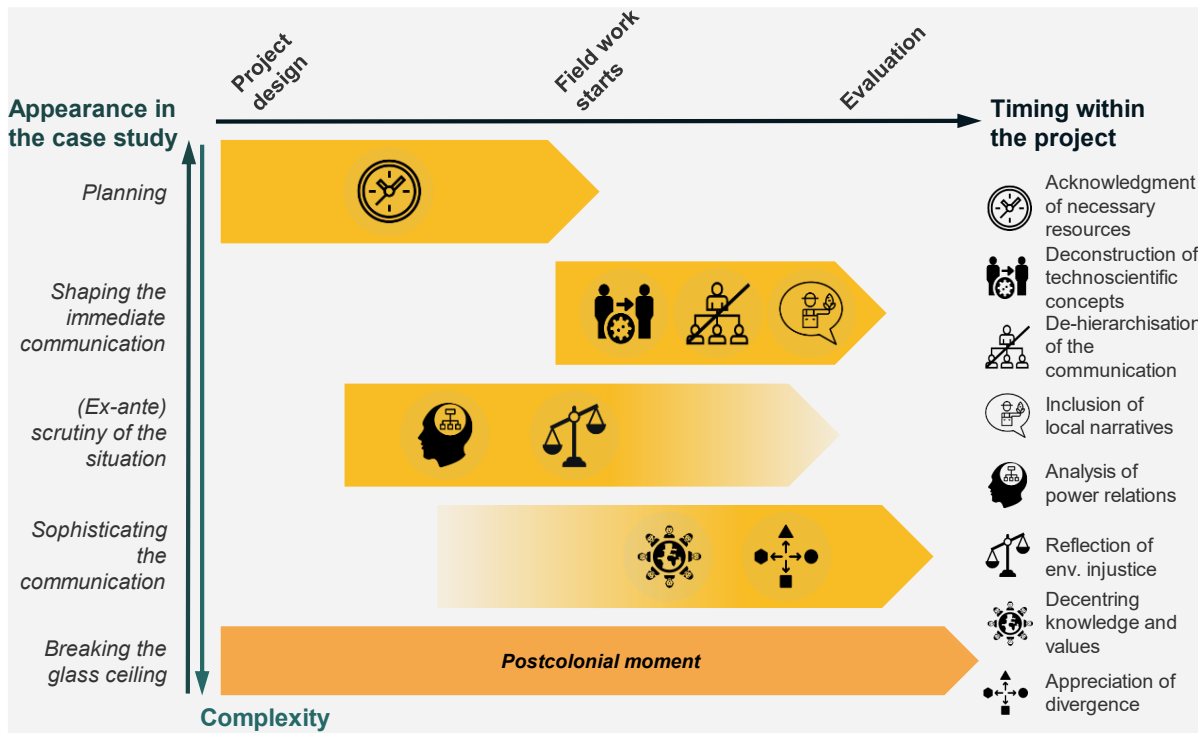 Project
design
Field work
starts
Evaluation
Appearance in
the case study
Timing within
the project
Planning
Shaping the
immediate
communication
(Ex-ante)
scrutiny of the
situation
Sophisticating
the
communication
Breaking the
glass ceiling
Postcolonial moment
Complexity
Acknowledgment
of necessary
resources
Deconstruction of
technoscientific
concepts
De-hierarchisation
of the
communication
Inclusion of
local narratives
Analysis of
power relations
Reflection of
env. injustice
Decentring
knowledge and
values
Appreciation of
divergence